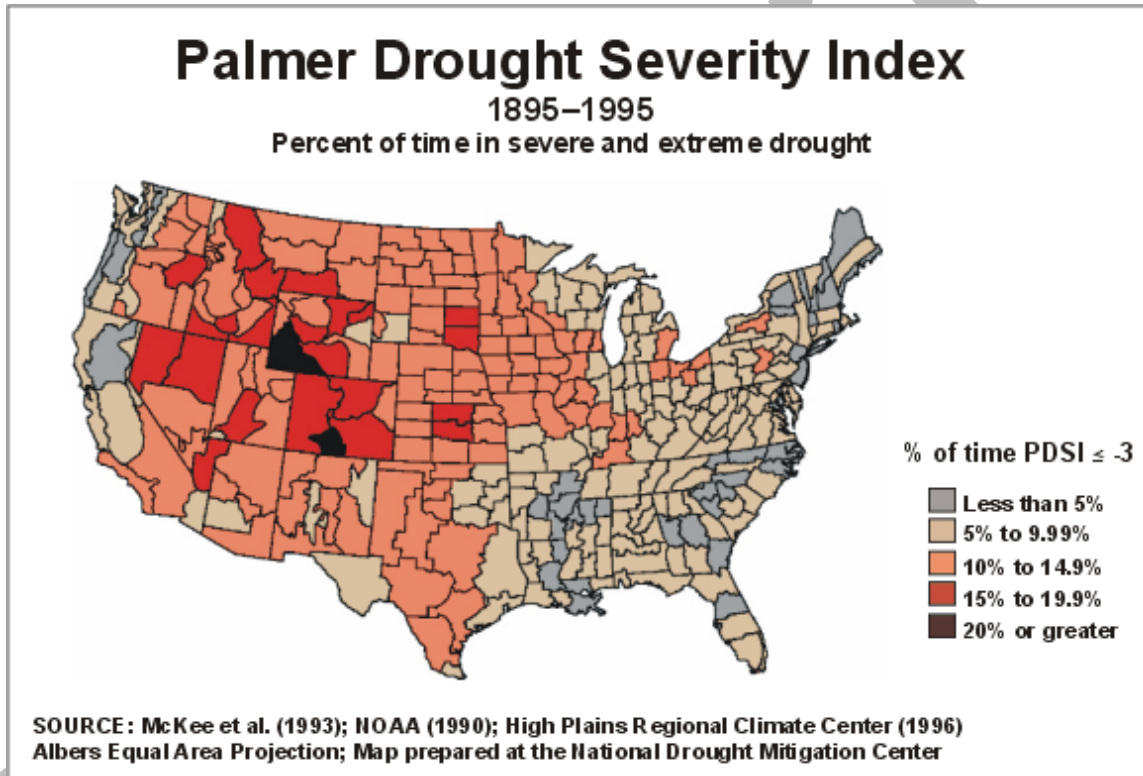 Palmer Drought Severity Index
1895–1995
Percent of time in severe and extreme drought
% of time PDSI ≤ -3
Less than 5%
5% to 9.99%
10% to 14.9%
15% to 19.9%
20% or greater
SOURCE: McKee et al. (1993); NOAA (1990); High Plains Regional Climate Center (1996)
Albers Equal Area Projection; Map prepared at the National Drought Mitigation Center